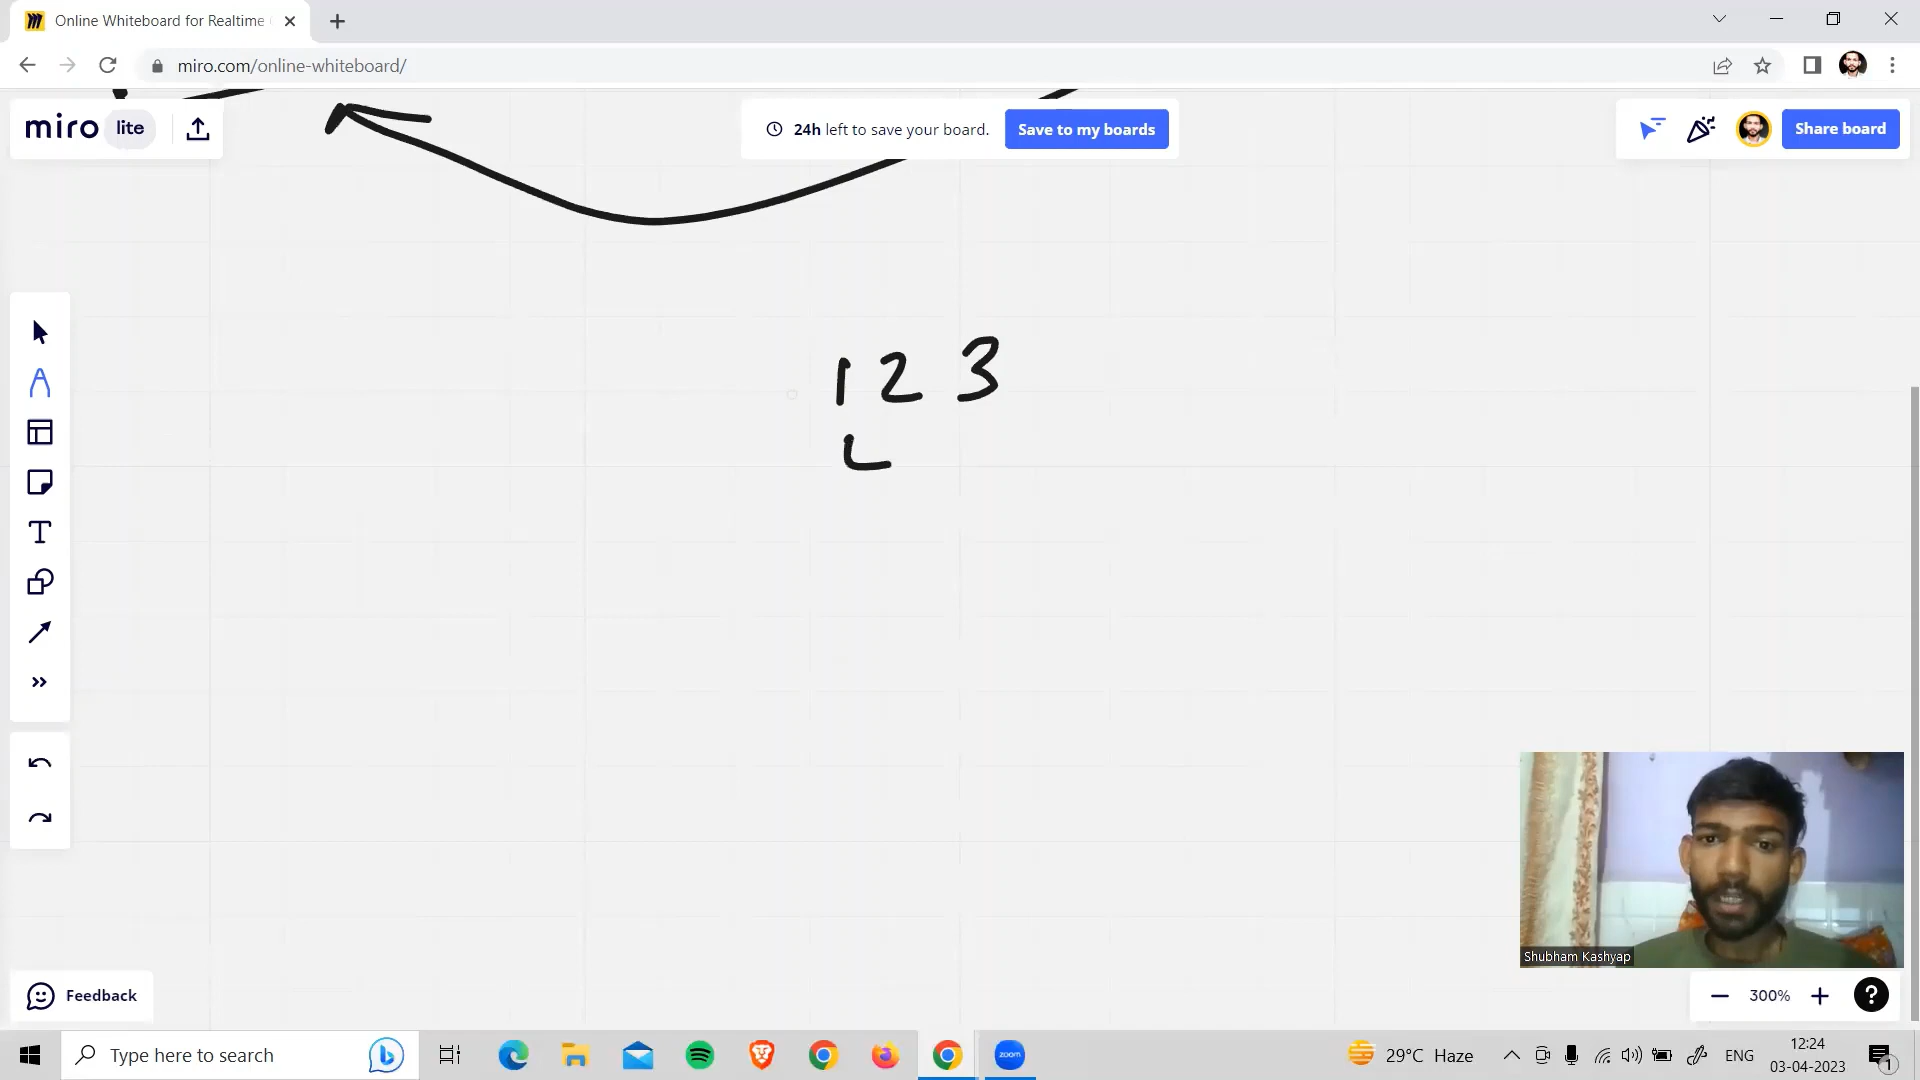 Online Whiteboard for Realtime
miro.com/online-whiteboard/
miro lite
24h left to save your board. Save to my boards
Share board
1 2 3
L
Shubham Kashyap
Feedback
300%
?
Type here to search
zoom
29°C Haze
ENG
12:24
03-04-2023
1